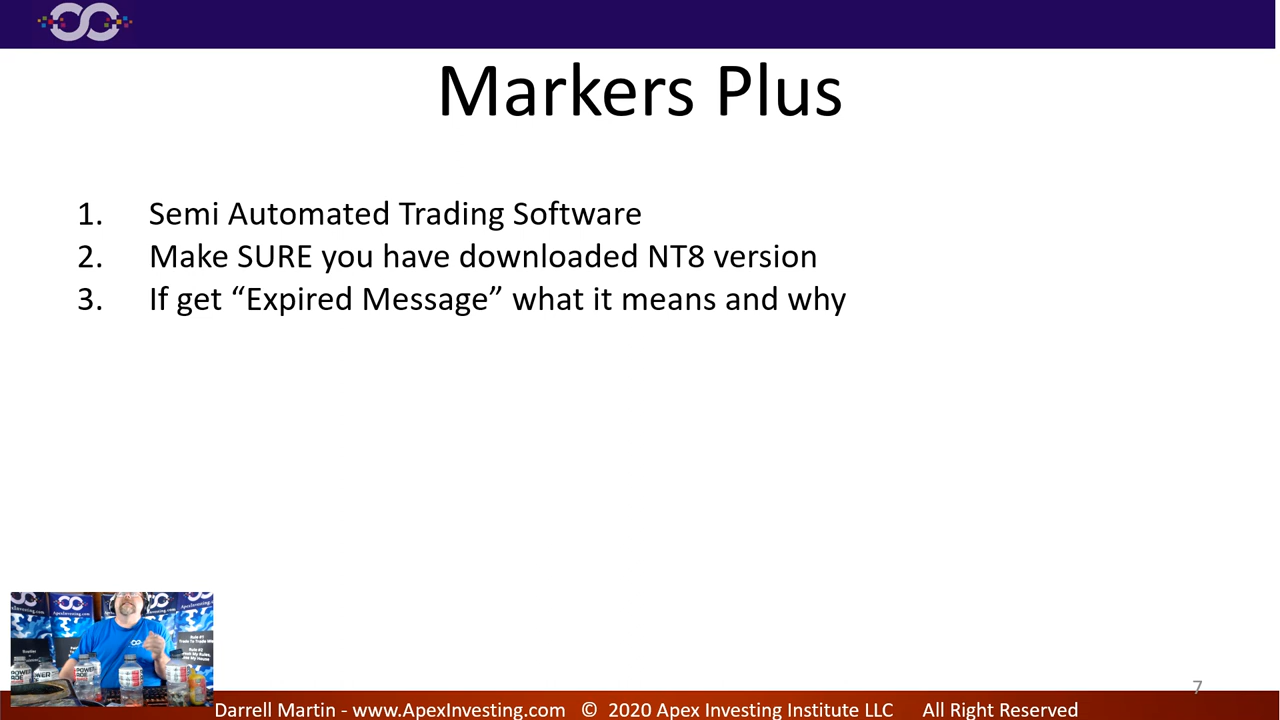 Markers Plus
1. Semi Automated Trading Software
2. Make SURE you have downloaded NT8 version
3. If get “Expired Message” what it means and why
7
Darrell Martin - www.ApexInvesting.com © 2020 Apex Investing Institute LLC All Right Reserved